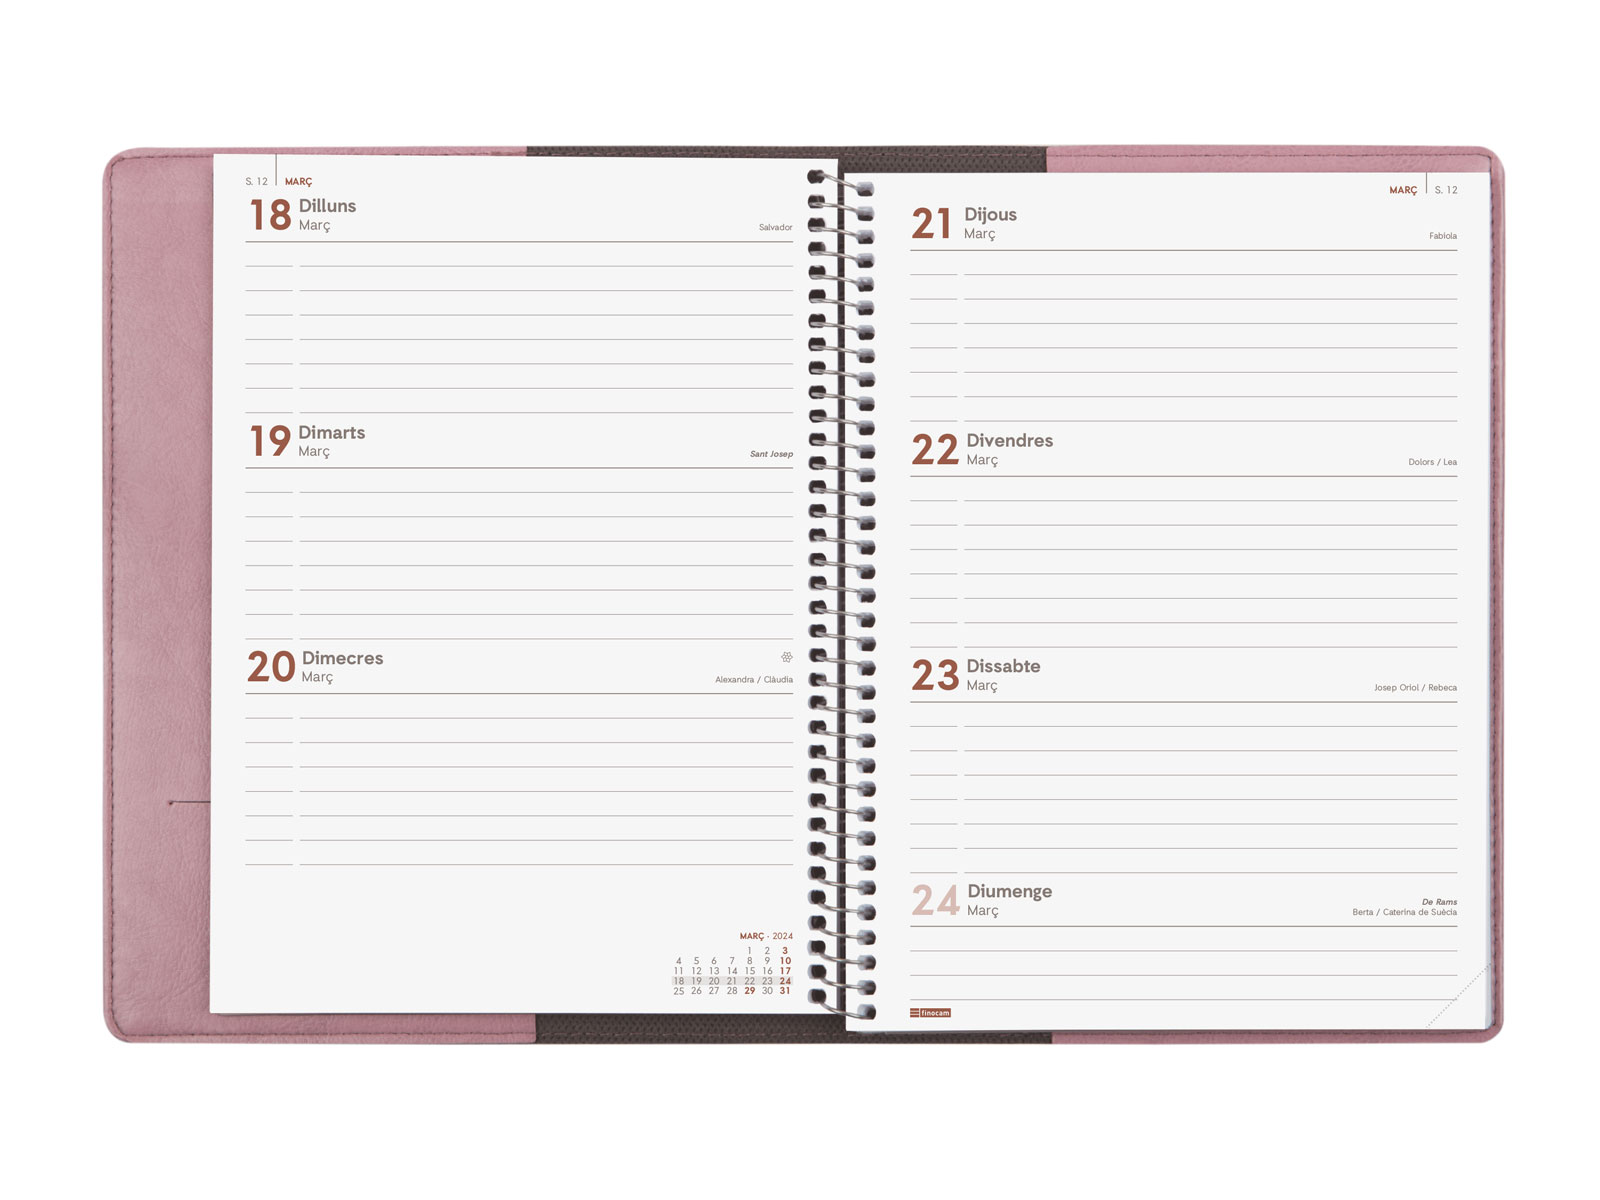 S. 12 MARÇ
18 Dilluns
Març
Salvador
19 Dimarts
Març
Sant Josep
20 Dimecres
Març
Alexandra / Clàudia
MARÇ - 2024
1 2 3
4 5 6 7 8 9 10
11 12 13 14 15 16 17
18 19 20 21 22 23 24
25 26 27 28 29 30 31
MARÇ S. 12
21 Dijous
Març
Fabiola
22 Divendres
Març
Dolors / Lea
23 Dissabte
Març
Josep Oriol / Rebeca
24 Diumenge
Març
De Rams
Berta / Caterina de Suècia
finocam